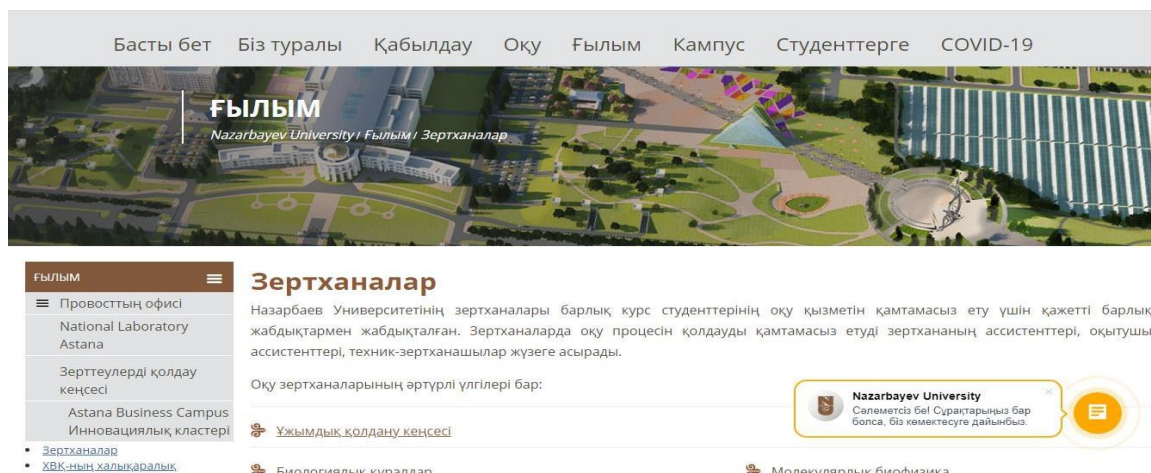 Басты бет Біз туралы Қабылдау Оқу Ғылым Кампус Студенттерге COVID-19
ҒЫЛЫМ
Nazarbayev University / Ғылым / Зертханалар
ҒЫЛЫМ
Провосттың офисі
National Laboratory
Astana
Зерттеулерді қолдау
кеңсесі
Astana Business Campus
Инновациялық кластері
Зертханалар
ХВҚ-ның халықаралық
Зертханалар
Назарбаев Университетінің зертханалары барлық курс студенттерінің оқу қызметін қамтамасыз ету үшін қажетті барлық
жабдықтармен жабдықталған. Зертханаларда оқу процесін қолдауды қамтамасыз етуді зертхананың ассистенттері, оқытушы
ассистенттері, техник-зертханашылар жүзеге асырады.
Оқу зертханаларының әртүрлі үлгілері бар:
Ұжымдық қолдану кеңсесі
Биологиялық құралдар
Молекулярлық биофизика
Nazarbayev University
Сәлеметсіз бе! Сұрақтарыңыз бар
болса, біз көмектесуге дайынбыз.